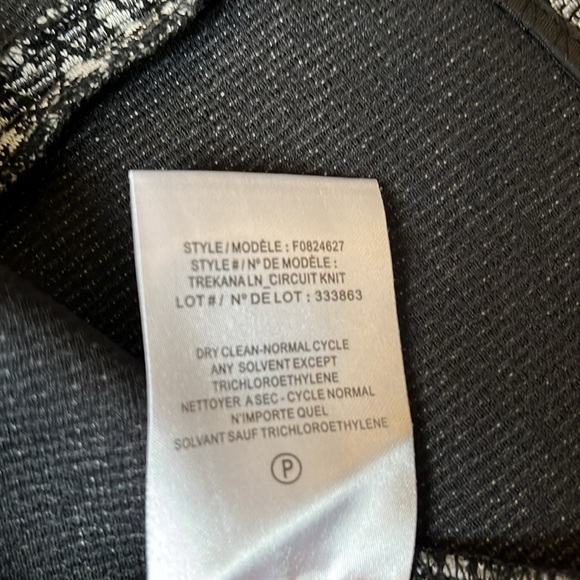 STYLE / MODÈLE : F0824627
STYLE # / Nº DE MODÈLE :
TREKANA LN_CIRCUIT KNIT
LOT # / Nº DE LOT : 333863
DRY CLEAN-NORMAL CYCLE
ANY SOLVENT EXCEPT
TRICHLOROETHYLENE
NETTOYER A SEC - CYCLE NORMAL
N'IMPORTE QUEL
SOLVANT SAUF TRICHLOROETHYLENE
P